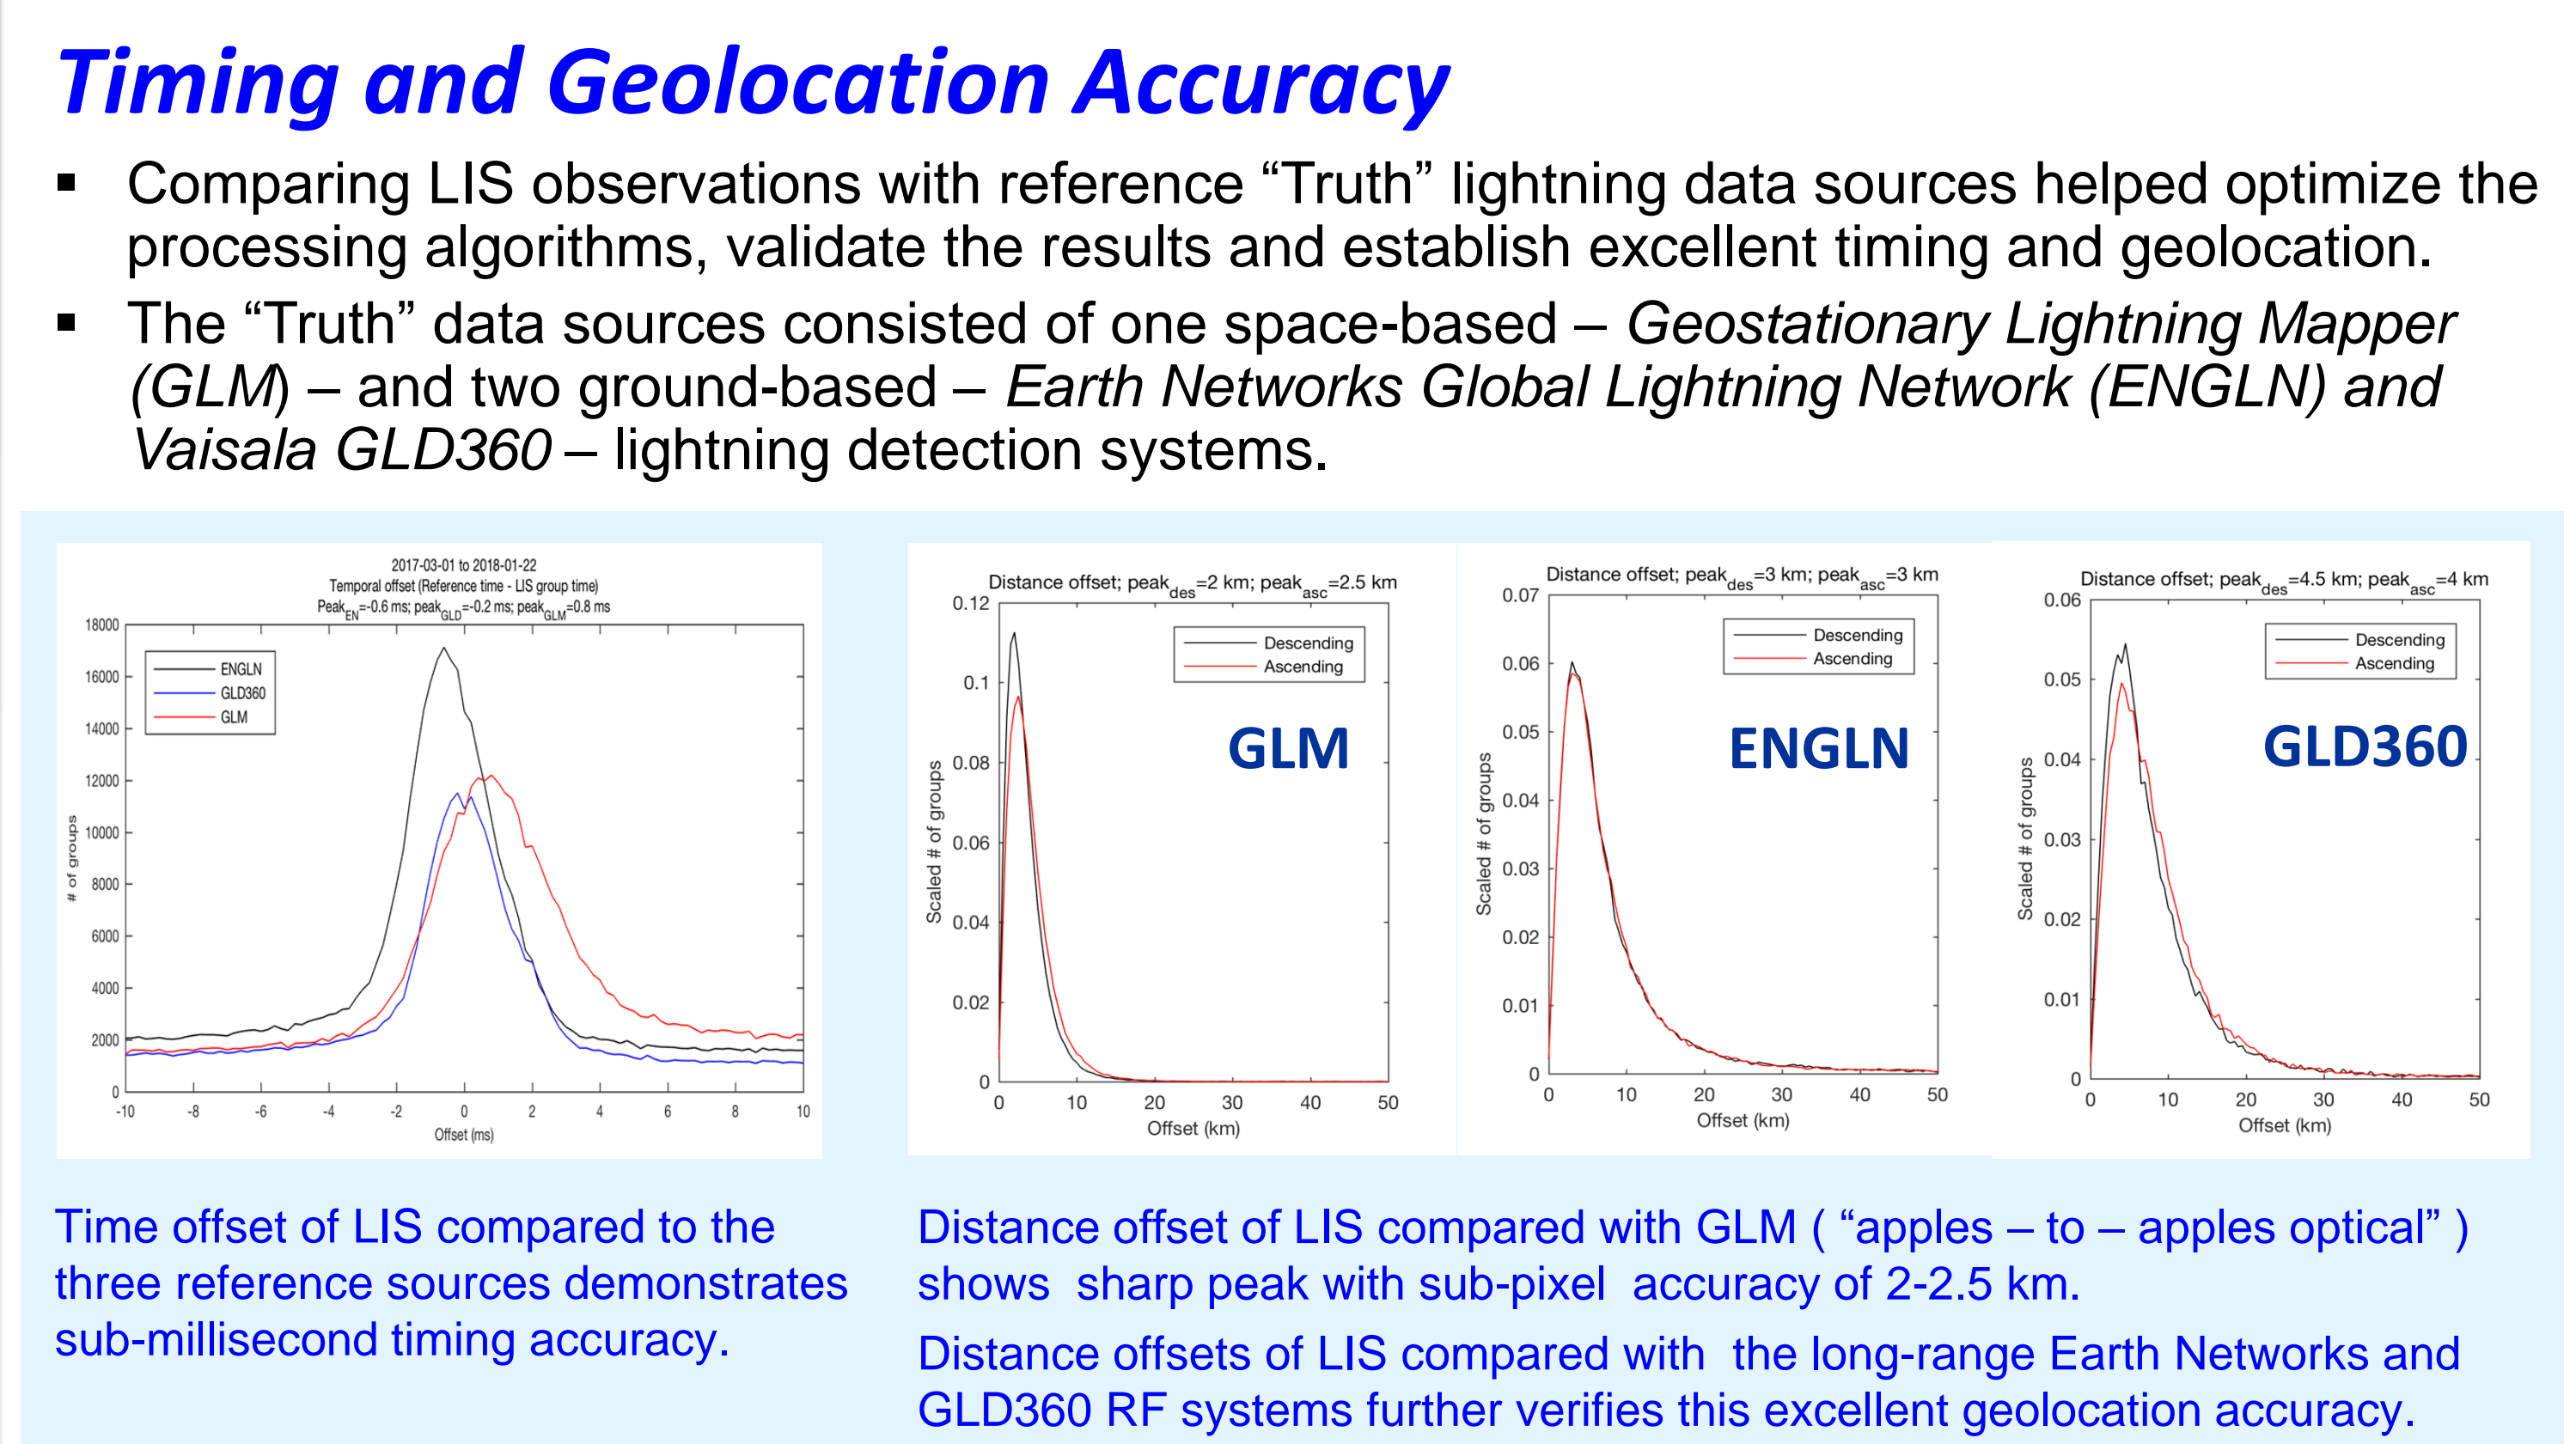 Timing and Geolocation Accuracy
▪ Comparing LIS observations with reference “Truth” lightning data sources helped optimize the
processing algorithms, validate the results and establish excellent timing and geolocation.
▪ The “Truth” data sources consisted of one space-based – Geostationary Lightning Mapper
(GLM) – and two ground-based – Earth Networks Global Lightning Network (ENGLN) and
Vaisala GLD360 – lightning detection systems.
2017-03-01 to 2018-01-22
Temporal offset (Reference time - LIS group time)
Peak_EN=-0.6 ms; peak_GLD=-0.2 ms; peak_GLM=0.8 ms
18000
16000
14000
12000
10000
8000
6000
4000
2000
0
# of groups
ENGLN
GLD360
GLM
-10 -8 -6 -4 -2 0 2 4 6 8 10
Offset (ms)
Distance offset; peak_des=2 km; peak_asc=2.5 km
0.12
0.1
0.08
0.06
0.04
0.02
0
Scaled # of groups
Descending
Ascending
GLM
0 10 20 30 40 50
Offset (km)
Distance offset; peak_des=3 km; peak_asc=3 km
0.07
0.06
0.05
0.04
0.03
0.02
0.01
0
Scaled # of groups
Descending
Ascending
ENGLN
0 10 20 30 40 50
Offset (km)
Distance offset; peak_des=4.5 km; peak_asc=4 km
0.06
0.05
0.04
0.03
0.02
0.01
0
Scaled # of groups
Descending
Ascending
GLD360
0 10 20 30 40 50
Offset (km)
Time offset of LIS compared to the
three reference sources demonstrates
sub-millisecond timing accuracy.
Distance offset of LIS compared with GLM ( “apples – to – apples optical” )
shows sharp peak with sub-pixel accuracy of 2-2.5 km.
Distance offsets of LIS compared with the long-range Earth Networks and
GLD360 RF systems further verifies this excellent geolocation accuracy.